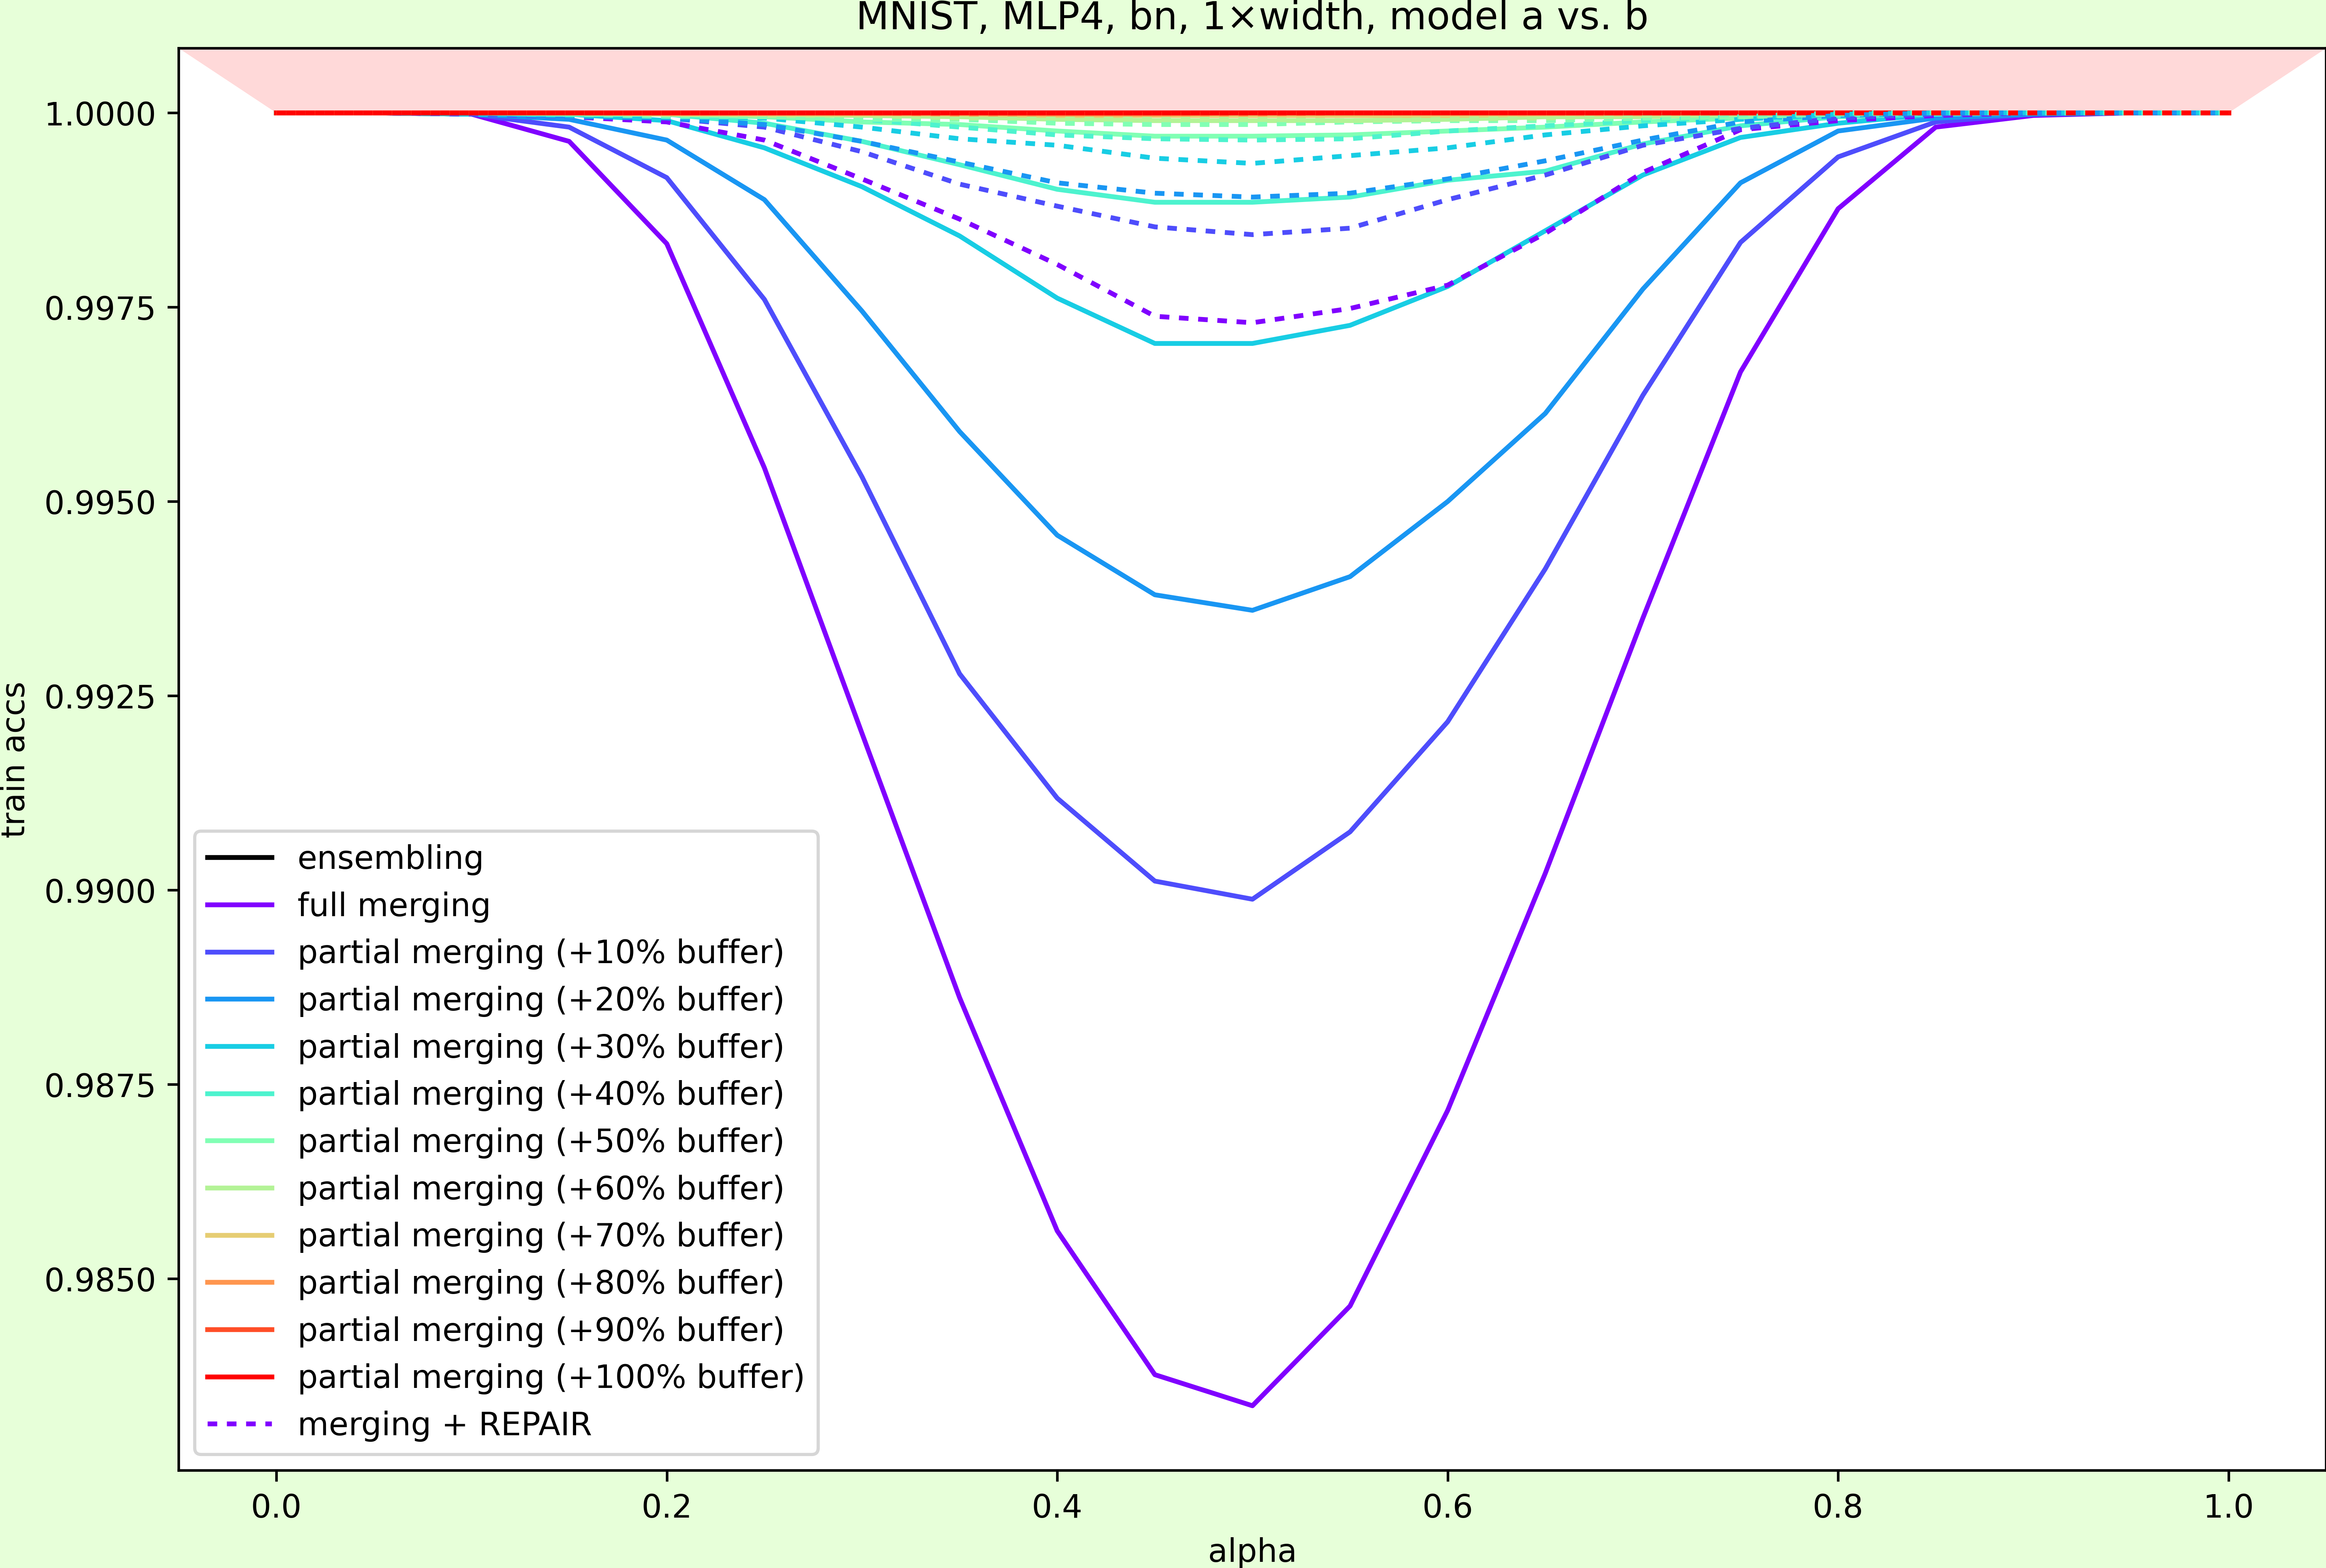 MNIST, MLP4, bn, 1×width, model a vs. b
1.0000
0.9975
0.9950
0.9925
0.9900
0.9875
0.9850
train accs
ensembling
full merging
partial merging (+10% buffer)
partial merging (+20% buffer)
partial merging (+30% buffer)
partial merging (+40% buffer)
partial merging (+50% buffer)
partial merging (+60% buffer)
partial merging (+70% buffer)
partial merging (+80% buffer)
partial merging (+90% buffer)
partial merging (+100% buffer)
merging + REPAIR
0.0 0.2 0.4 0.6 0.8 1.0
alpha